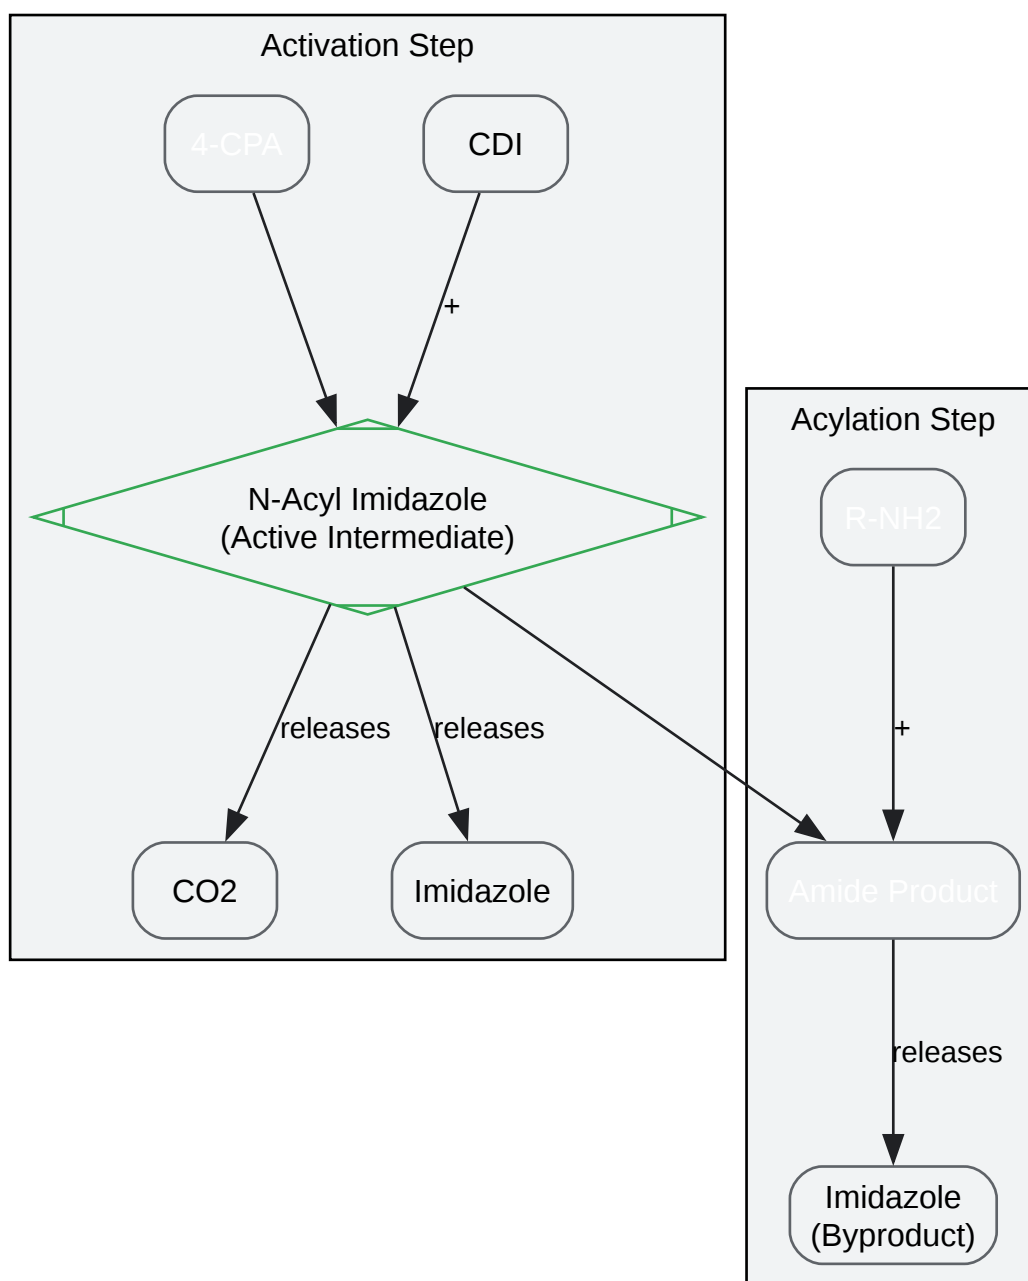 Activation Step
4-CPA
CDI
+
N-Acyl Imidazole
(Active Intermediate)
releases
releases
CO2
Imidazole
Acylation Step
R-NH2
+
Amide Product
releases
Imidazole
(Byproduct)